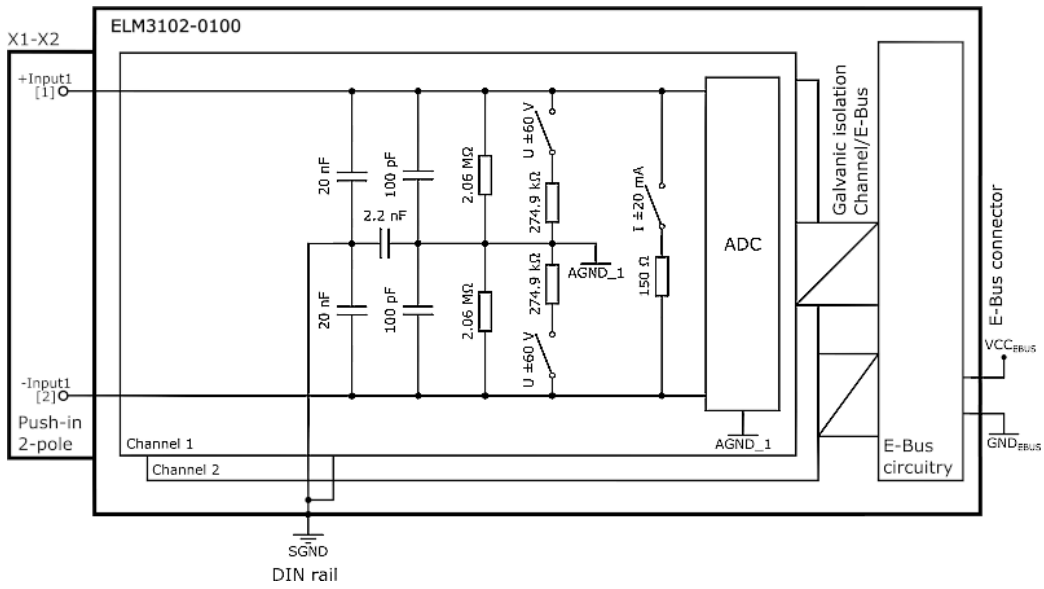 ELM3102-0100
X1-X2
+Input1
[1]
20 nF
100 pF
2.06 MΩ
U ±60 V
274.9 kΩ
I ±20 mA
150 Ω
2.2 nF
AGND_1
20 nF
100 pF
2.06 MΩ
274.9 kΩ
U ±60 V
ADC
AGND_1
-Input1
[2]
Push-in
2-pole
Channel 1
Channel 2
Galvanic isolation
Channel/E-Bus
E-Bus connector
VCCEBUS
GNDEBUS
E-Bus
circuitry
SGND
DIN rail